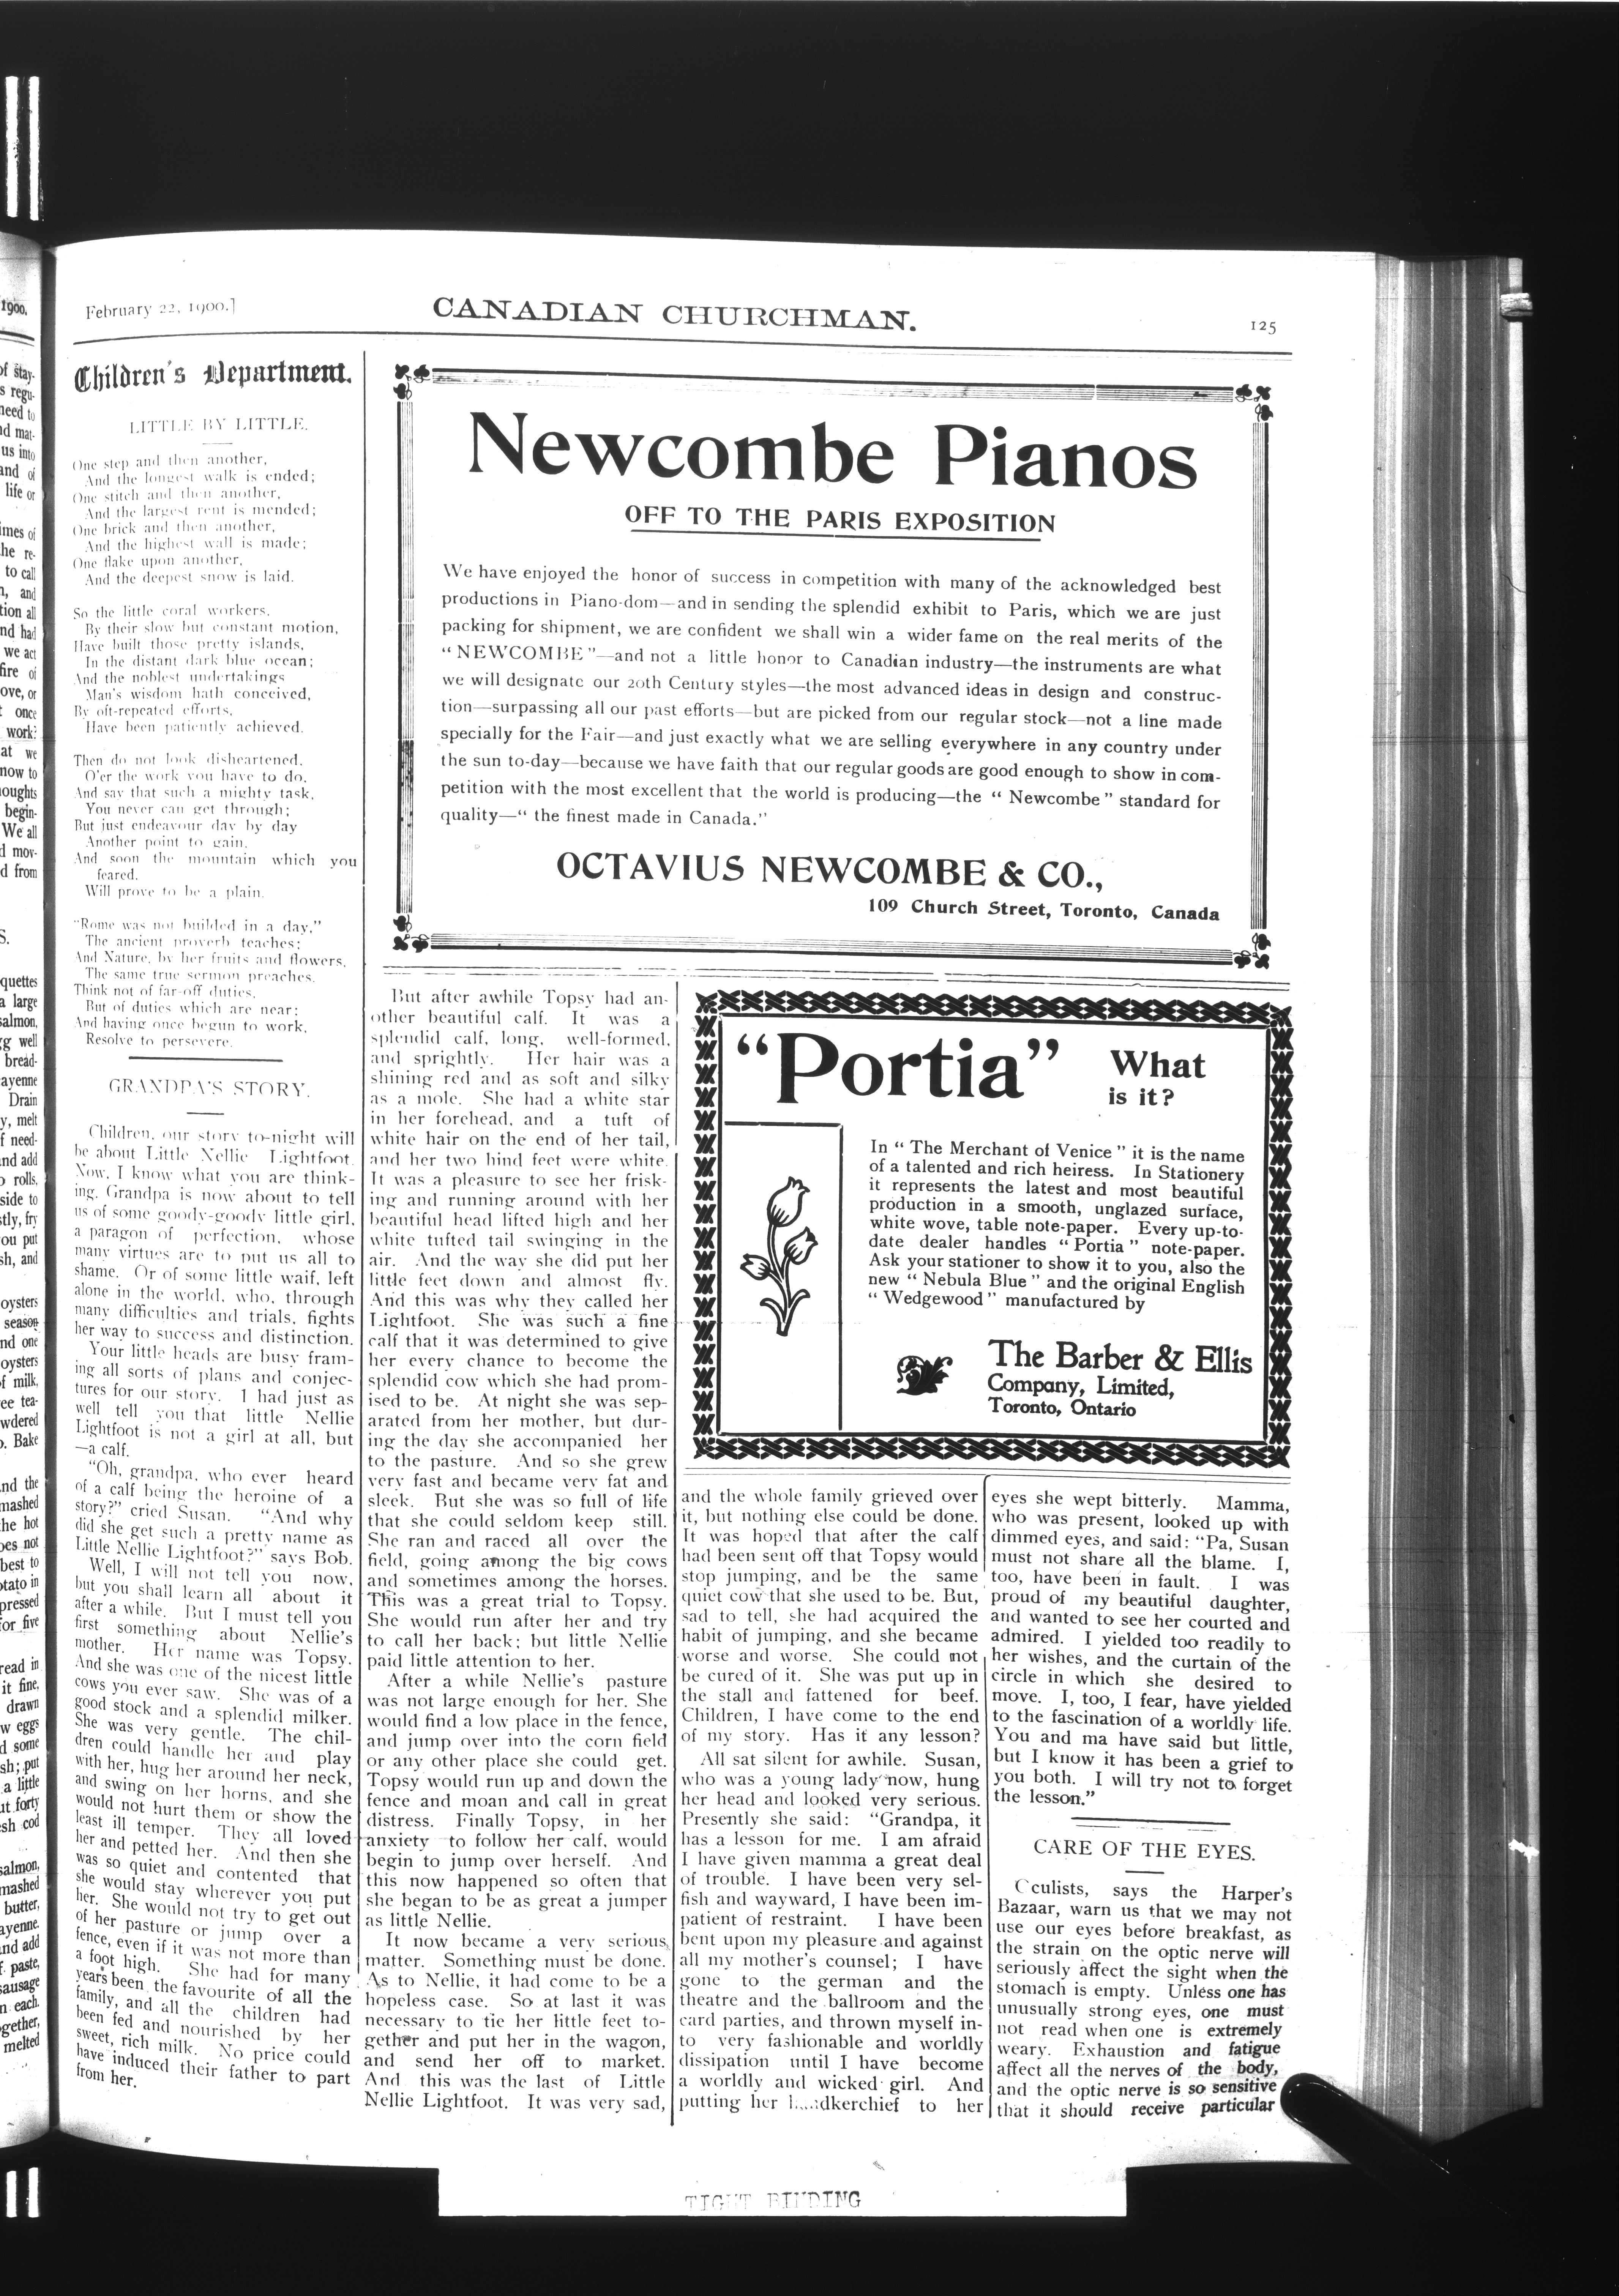 February 22, 1900.]
CANADIAN CHURCHMAN.
125
Children's Department.
LITTLE BY LITTLE.
One step and then another,
And the longest walk is ended;
One stitch and then another,
And the largest rent is mended;
One brick and then another,
And the highest wall is made;
One flake upon another,
And the deepest snow is laid.
So the little coral workers,
By their slow but constant motion,
Have built those pretty islands,
In the distant dark blue ocean;
And the noblest undertakings
Man's wisdom hath conceived,
By oft-repeated efforts,
Have been patiently achieved.
Then do not look disheartened,
O'er the work you have to do,
And say that such a mighty task,
You never can get through;
But just endeavour day by day
Another point to gain,
And soon the mountain which you
feared,
Will prove to be a plain.
"Rome was not builded in a day,"
The ancient proverb teaches;
And Nature, by her fruits and flowers,
The same true sermon preaches.
Think not of far-off duties,
But of duties which are near;
And having once begun to work,
Resolve to persevere.
GRANDPA'S STORY.
Children, our story to-night will
be about Little Nellie Lightfoot.
Now, I know what you are think-
ing. Grandpa is now about to tell
us of some goody-goody little girl,
a paragon of perfection, whose
many virtues are to put us all to
shame. Or of some little waif, left
alone in the world, who, through
many difficulties and trials, fights
her way to success and distinction.
Your little heads are busy fram-
ing all sorts of plans and conjec-
tures for our story. I had just as
well tell you that little Nellie
Lightfoot is not a girl at all, but
—a calf.
"Oh, grandpa, who ever heard
of a calf being the heroine of a
story?" cried Susan. "And why
did she get such a pretty name as
Little Nellie Lightfoot?" says Bob.
Well, I will not tell you now,
but you shall learn all about it
after a while. But I must tell you
first something about Nellie's
mother. Her name was Topsy.
And she was one of the nicest little
cows you ever saw. She was of a
good stock and a splendid milker.
She was very gentle. The chil-
dren could handle her and play
with her, hug her around her neck,
and swing on her horns, and she
would not hurt them or show the
least ill temper. They all loved
her and petted her. And then she
was so quiet and contented that
she would stay wherever you put
her. She would not try to get out
of her pasture or jump over a
fence, even if it was not more than
a foot high. She had for many
years been the favourite of all the
family, and all the children had
been fed and nourished by her
sweet, rich milk. No price could
have induced their father to part
from her.
Newcombe Pianos
OFF TO THE PARIS EXPOSITION
We have enjoyed the honor of success in competition with many of the acknowledged best
productions in Piano-dom—and in sending the splendid exhibit to Paris, which we are just
packing for shipment, we are confident we shall win a wider fame on the real merits of the
"NEWCOMBE"—and not a little honor to Canadian industry—the instruments are what
we will designate our 20th Century styles—the most advanced ideas in design and construc-
tion—surpassing all our past efforts—but are picked from our regular stock—not a line made
specially for the Fair—and just exactly what we are selling everywhere in any country under
the sun to-day—because we have faith that our regular goods are good enough to show in com-
petition with the most excellent that the world is producing—the "Newcombe" standard for
quality—"the finest made in Canada."
OCTAVIUS NEWCOMBE & CO.,
109 Church Street, Toronto, Canada
But after awhile Topsy had an-
other beautiful calf. It was a
splendid calf, long, well-formed,
and sprightly. Her hair was a
shining red and as soft and silky
as a mole. She had a white star
in her forehead, and a tuft of
white hair on the end of her tail,
and her two hind feet were white.
It was a pleasure to see her frisk-
ing and running around with her
beautiful head lifted high and her
white tufted tail swinging in the
air. And the way she did put her
little feet down and almost fly.
And this was why they called her
Lightfoot. She was such a fine
calf that it was determined to give
her every chance to become the
splendid cow which she had prom-
ised to be. At night she was sep-
arated from her mother, but dur-
ing the day she accompanied her
to the pasture. And so she grew
very fast and became very fat and
sleek. But she was so full of life
that she could seldom keep still.
She ran and raced all over the
field, going among the big cows
and sometimes among the horses.
This was a great trial to Topsy.
She would run after her and try
to call her back; but little Nellie
paid little attention to her.
After a while Nellie's pasture
was not large enough for her. She
would find a low place in the fence,
and jump over into the corn field
or any other place she could get.
Topsy would run up and down the
fence and moan and call in great
distress. Finally Topsy, in her
anxiety to follow her calf, would
begin to jump over herself. And
this now happened so often that
she began to be as great a jumper
as little Nellie.
It now became a very serious
matter. Something must be done.
As to Nellie, it had come to be a
hopeless case. So at last it was
necessary to tie her little feet to-
gether and put her in the wagon,
and send her off to market.
And this was the last of Little
Nellie Lightfoot. It was very sad,
"Portia"
What
is it?
In "The Merchant of Venice" it is the name
of a talented and rich heiress. In Stationery
it represents the latest and most beautiful
production in a smooth, unglazed surface,
white wove, table note-paper. Every up-to-
date dealer handles "Portia" note-paper.
Ask your stationer to show it to you, also the
new "Nebula Blue" and the original English
"Wedgewood" manufactured by
The Barber & Ellis
Company, Limited,
Toronto, Ontario
and the whole family grieved over
it, but nothing else could be done.
It was hoped that after the calf
had been sent off that Topsy would
stop jumping, and be the same
quiet cow that she used to be. But,
sad to tell, she had acquired the
habit of jumping, and she became
worse and worse. She could not
be cured of it. She was put up in
the stall and fattened for beef.
Children, I have come to the end
of my story. Has it any lesson?
All sat silent for awhile. Susan,
who was a young lady now, hung
her head and looked very serious.
Presently she said: "Grandpa, it
has a lesson for me. I am afraid
I have given mamma a great deal
of trouble. I have been very sel-
fish and wayward, I have been im-
patient of restraint. I have been
bent upon my pleasure and against
all my mother's counsel; I have
gone to the german and the
theatre and the ballroom and the
card parties, and thrown myself in-
to very fashionable and worldly
dissipation until I have become
a worldly and wicked girl. And
putting her handkerchief to her
eyes she wept bitterly. Mamma,
who was present, looked up with
dimmed eyes, and said: "Pa, Susan
must not share all the blame. I,
too, have been in fault. I was
proud of my beautiful daughter,
and wanted to see her courted and
admired. I yielded too readily to
her wishes, and the curtain of the
circle in which she desired to
move. I, too, I fear, have yielded
to the fascination of a worldly life.
You and ma have said but little,
but I know it has been a grief to
you both. I will try not to forget
the lesson."
CARE OF THE EYES.
Oculists, says the Harper's
Bazaar, warn us that we may not
use our eyes before breakfast, as
the strain on the optic nerve will
seriously affect the sight when the
stomach is empty. Unless one has
unusually strong eyes, one must
not read when one is extremely
weary. Exhaustion and fatigue
affect all the nerves of the body,
and the optic nerve is so sensitive
that it should receive particular
TIGHT BINDING